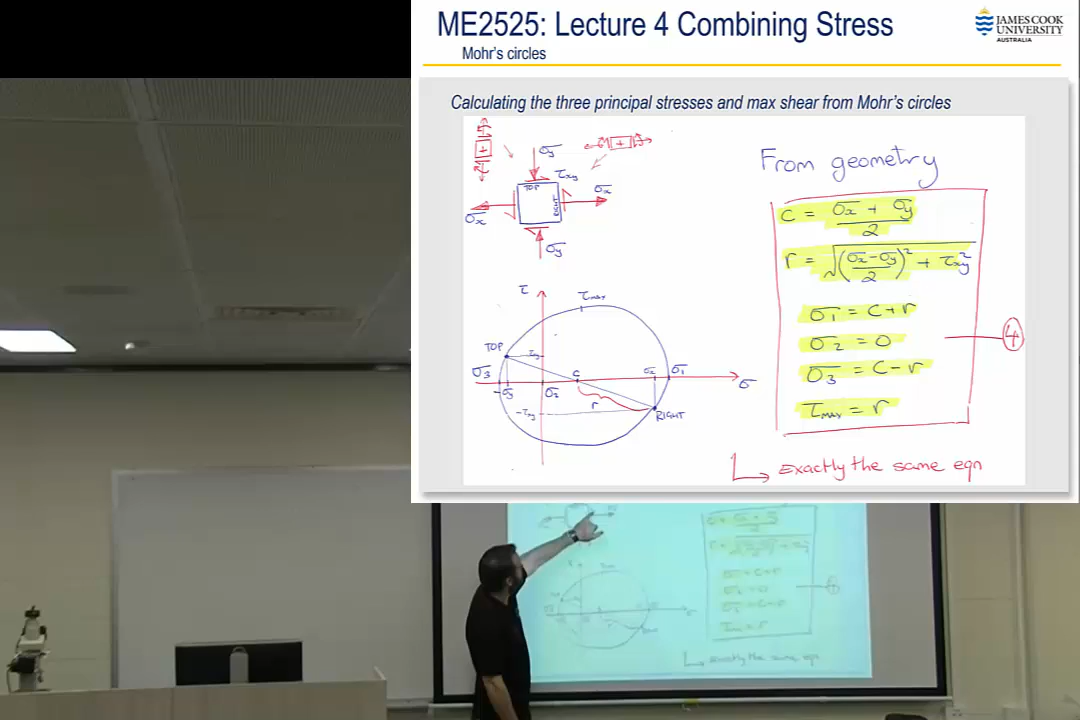 ME2525: Lecture 4 Combining Stress
Mohr's circles
JAMES COOK
UNIVERSITY
AUSTRALIA
Calculating the three principal stresses and max shear from Mohr's circles
σy
τxy
TOP
RIGHT
σx
σx
σy
τ
τmax
TOP
τxy
σ3
-σy
σ2
c
σx
σ1
σ
r
-τxy
RIGHT
From geometry
c = (σx + σy)/2
r = √(((σx-σy)/2)² + τxy²)
σ1 = c+r
σ2 = 0
σ3 = c-r
τmax = r
4
↳ exactly the same eqn